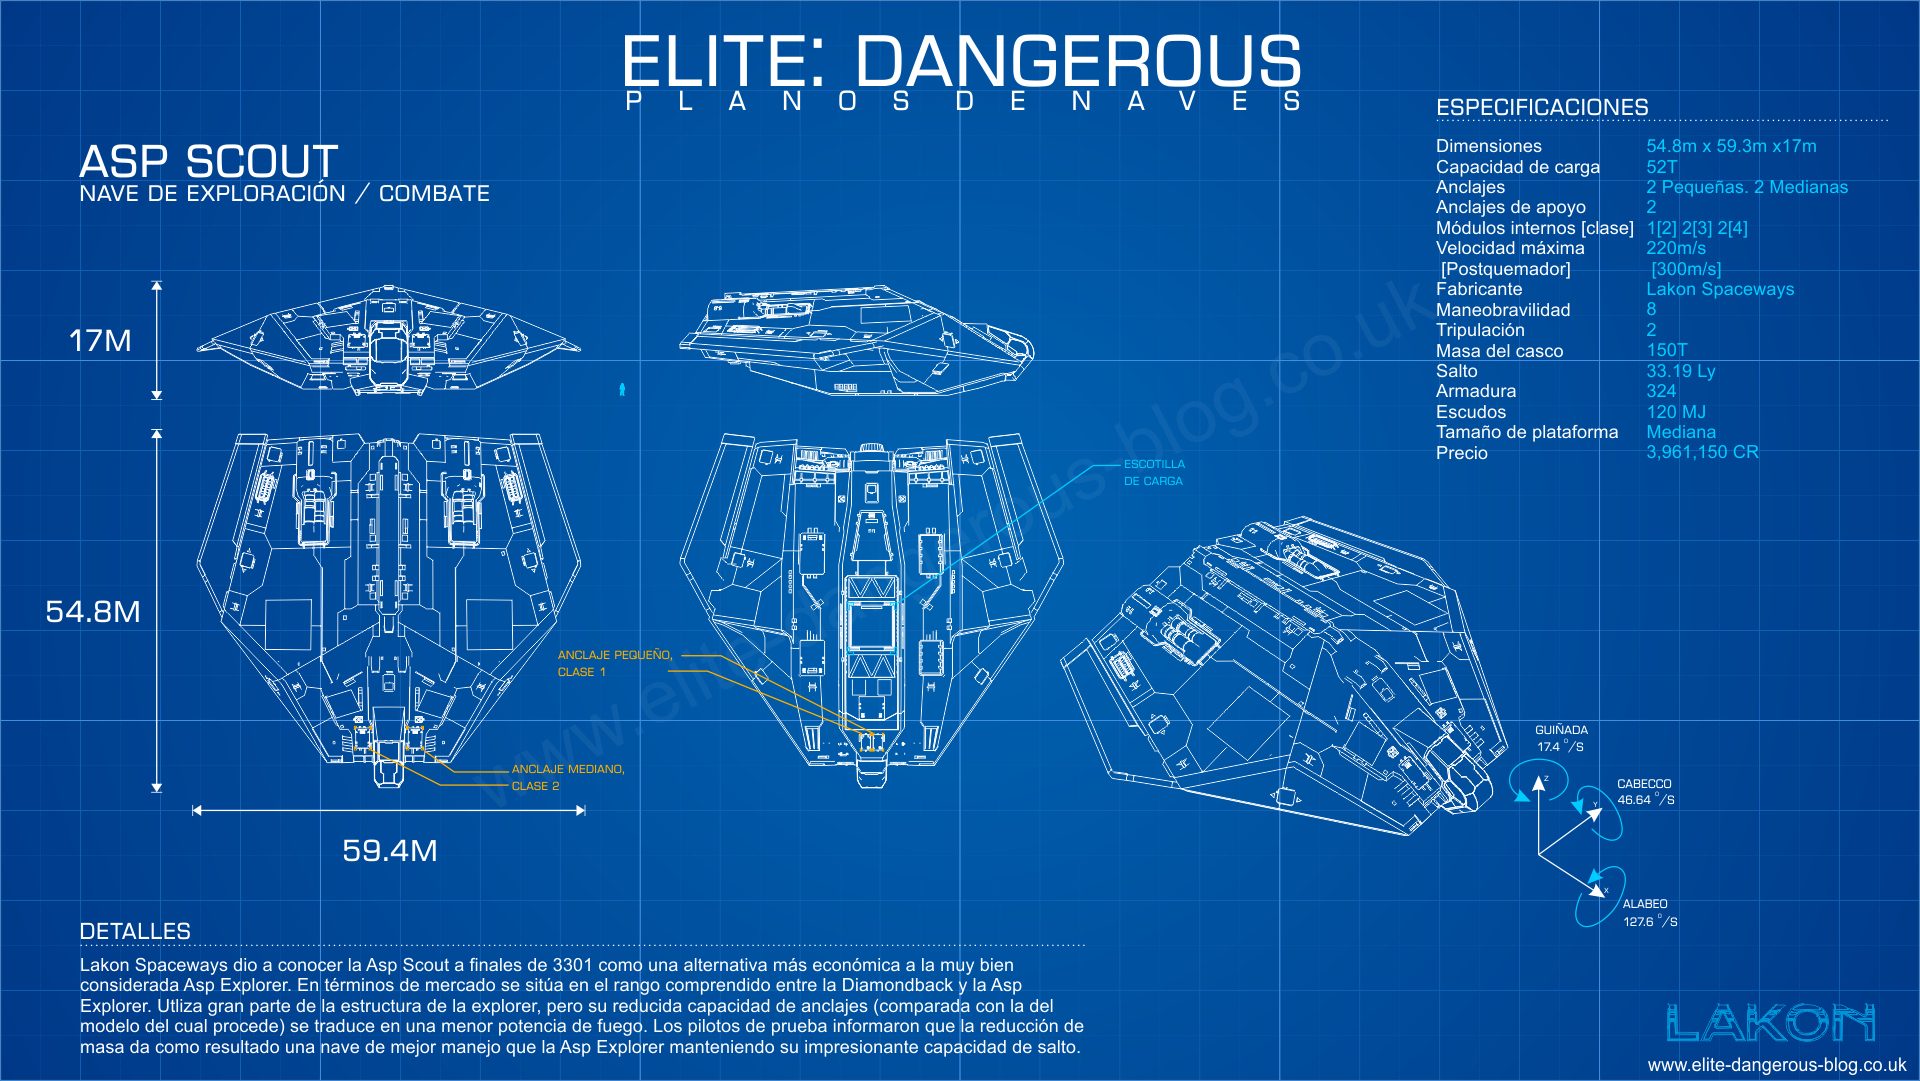 ELITE: DANGEROUS
PLANOS DE NAVES
ASP SCOUT
NAVE DE EXPLORACIÓN / COMBATE
ESPECIFICACIONES
Dimensiones 54.8m x 59.3m x17m
Capacidad de carga 52T
Anclajes 2 Pequeñas. 2 Medianas
Anclajes de apoyo 2
Módulos internos [clase] 1[2] 2[3] 2[4]
Velocidad máxima 220m/s
[Postquemador] [300m/s]
Fabricante Lakon Spaceways
Maneobravilidad 8
Tripulación 2
Masa del casco 150T
Salto 33.19 Ly
Armadura 324
Escudos 120 MJ
Tamaño de plataforma Mediana
Precio 3,961,150 CR
17M
54.8M
59.4M
ESCOTILLA
DE CARGA
ANCLAJE PEQUEÑO,
CLASE 1
ANCLAJE MEDIANO,
CLASE 2
GUIÑADA
17.4 °/S
Z
CABECCO
46.64 °/S
Y
X
ALABEO
127.6 °/S
www.elite-dangerous-blog.co.uk
DETALLES
Lakon Spaceways dio a conocer la Asp Scout a finales de 3301 como una alternativa más económica a la muy bien
considerada Asp Explorer. En términos de mercado se sitúa en el rango comprendido entre la Diamondback y la Asp
Explorer. Utliza gran parte de la estructura de la explorer, pero su reducida capacidad de anclajes (comparada con la del
modelo del cual procede) se traduce en una menor potencia de fuego. Los pilotos de prueba informaron que la reducción de
masa da como resultado una nave de mejor manejo que la Asp Explorer manteniendo su impresionante capacidad de salto.
LAKON
www.elite-dangerous-blog.co.uk